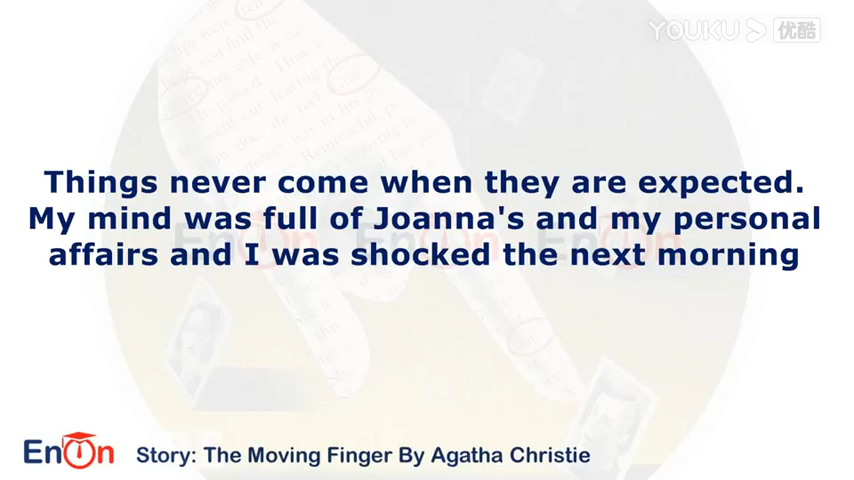 YOUKU 优酷
Things never come when they are expected.
My mind was full of Joanna's and my personal
affairs and I was shocked the next morning
EnOn Story: The Moving Finger By Agatha Christie